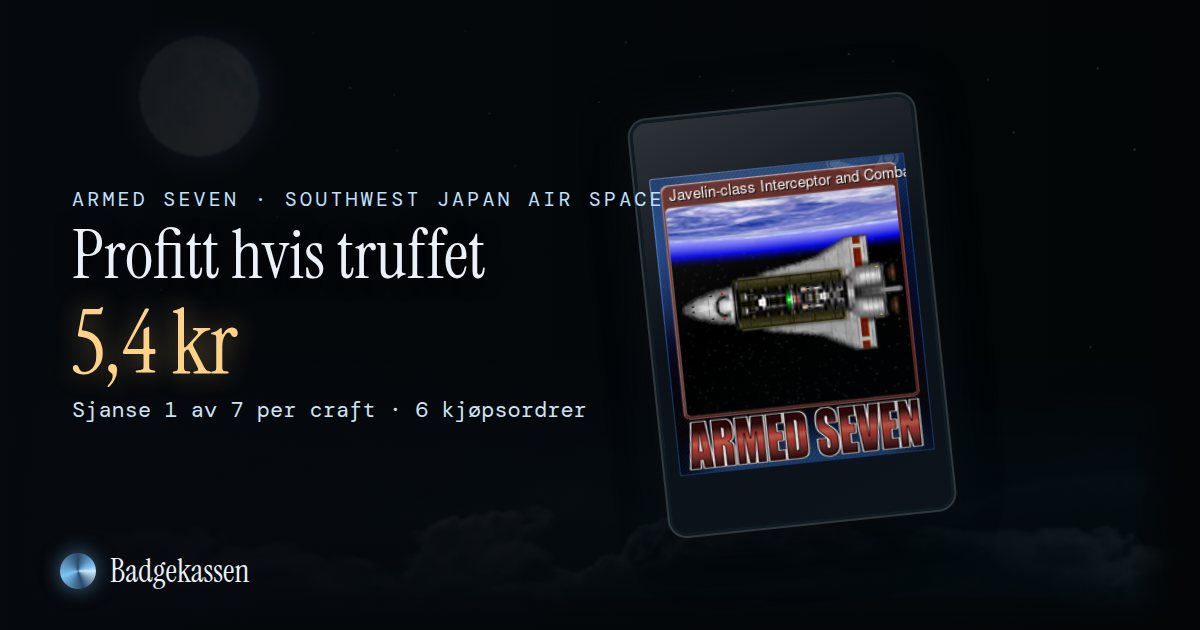 ARMED SEVEN · SOUTHWEST JAPAN AIR SPACE
Profitt hvis truffet
5,4 kr
Sjanse 1 av 7 per craft · 6 kjøpsordrer
Javelin-class Interceptor and Comba
ARMED SEVEN
Badgekassen